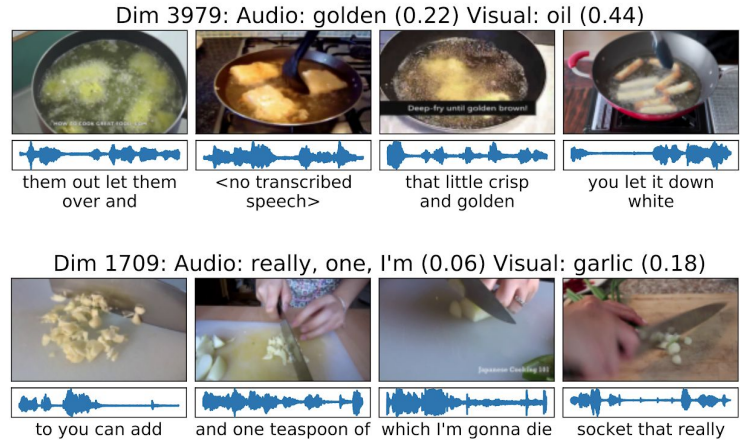 Dim 3979: Audio: golden (0.22) Visual: oil (0.44)
Deep-fry until golden brown!
them out let them
over and
<no transcribed
speech>
that little crisp
and golden
you let it down
white
Dim 1709: Audio: really, one, I'm (0.06) Visual: garlic (0.18)
Japanese Cooking 101
to you can add
and one teaspoon of
which I'm gonna die
socket that really